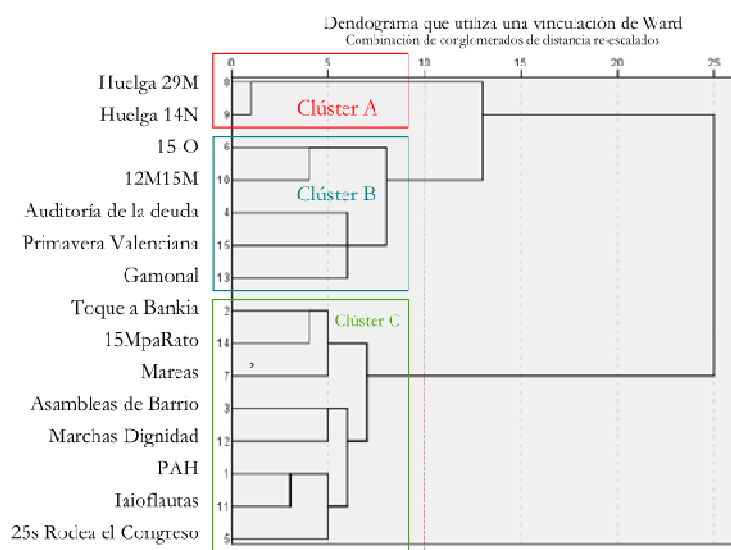 Dendograma que utiliza una vinculación de Ward
Combinación de conglomerados de distancia re-escalados
0 5 10 15 20 25
Huelga 29M 8
Huelga 14N 9
Clúster A
15-O 6
12M15M 10
Clúster B
Auditoría de la deuda 4
Primavera Valenciana 15
Gamonal 13
Toque a Bankia 2
Clúster C
15MpaRato 14
Mareas 7
Asambleas de Barrio 3
Marchas Dignidad 12
PAH 1
Iaioflautas 11
25s Rodea el Congreso 5